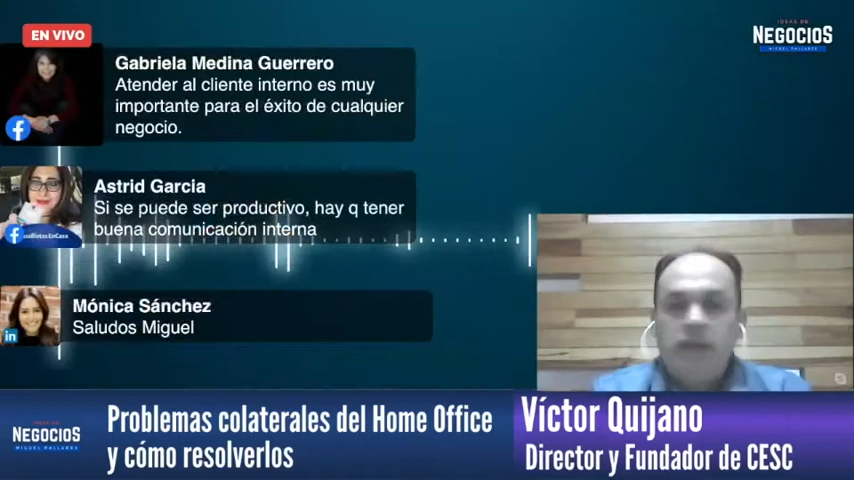 EN VIVO
IDEAS DE
NEGOCIOS
MIGUEL PALLARES
Gabriela Medina Guerrero
Atender al cliente interno es muy
importante para el éxito de cualquier
negocio.
Astrid Garcia
Si se puede ser productivo, hay q tener
buena comunicación interna
Mónica Sánchez
Saludos Miguel
in
IDEAS DE
NEGOCIOS
MIGUEL PALLARES
Problemas colaterales del Home Office
y cómo resolverlos
Víctor Quijano
Director y Fundador de CESC